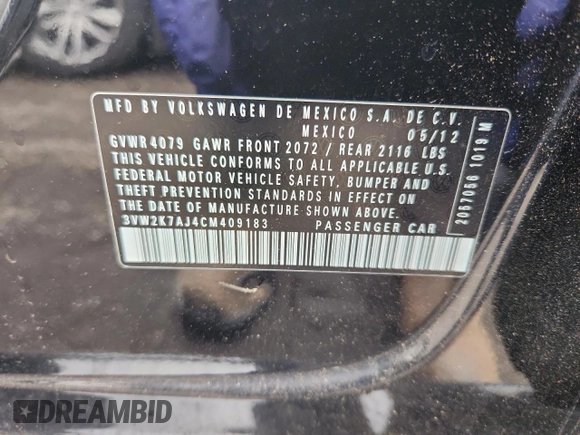 MFD BY VOLKSWAGEN DE MEXICO S.A. DE C.V.
MEXICO 05/12
GVWR 4079 GAWR FRONT 2072 / REAR 2116 LBS
THIS VEHICLE CONFORMS TO ALL APPLICABLE U.S.
FEDERAL MOTOR VEHICLE SAFETY, BUMPER AND
THEFT PREVENTION STANDARDS IN EFFECT ON
THE DATE OF MANUFACTURE SHOWN ABOVE.
3VW2K7AJ4CM409183 PASSENGER CAR
2067056 1019 M
DREAMBID